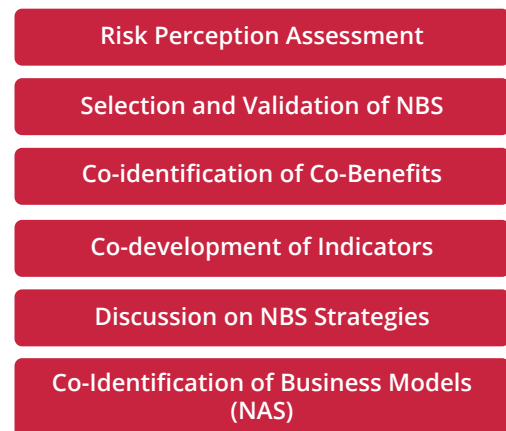 Risk Perception Assessment
Selection and Validation of NBS
Co-identification of Co-Benefits
Co-development of Indicators
Discussion on NBS Strategies
Co-Identification of Business Models
(NAS)